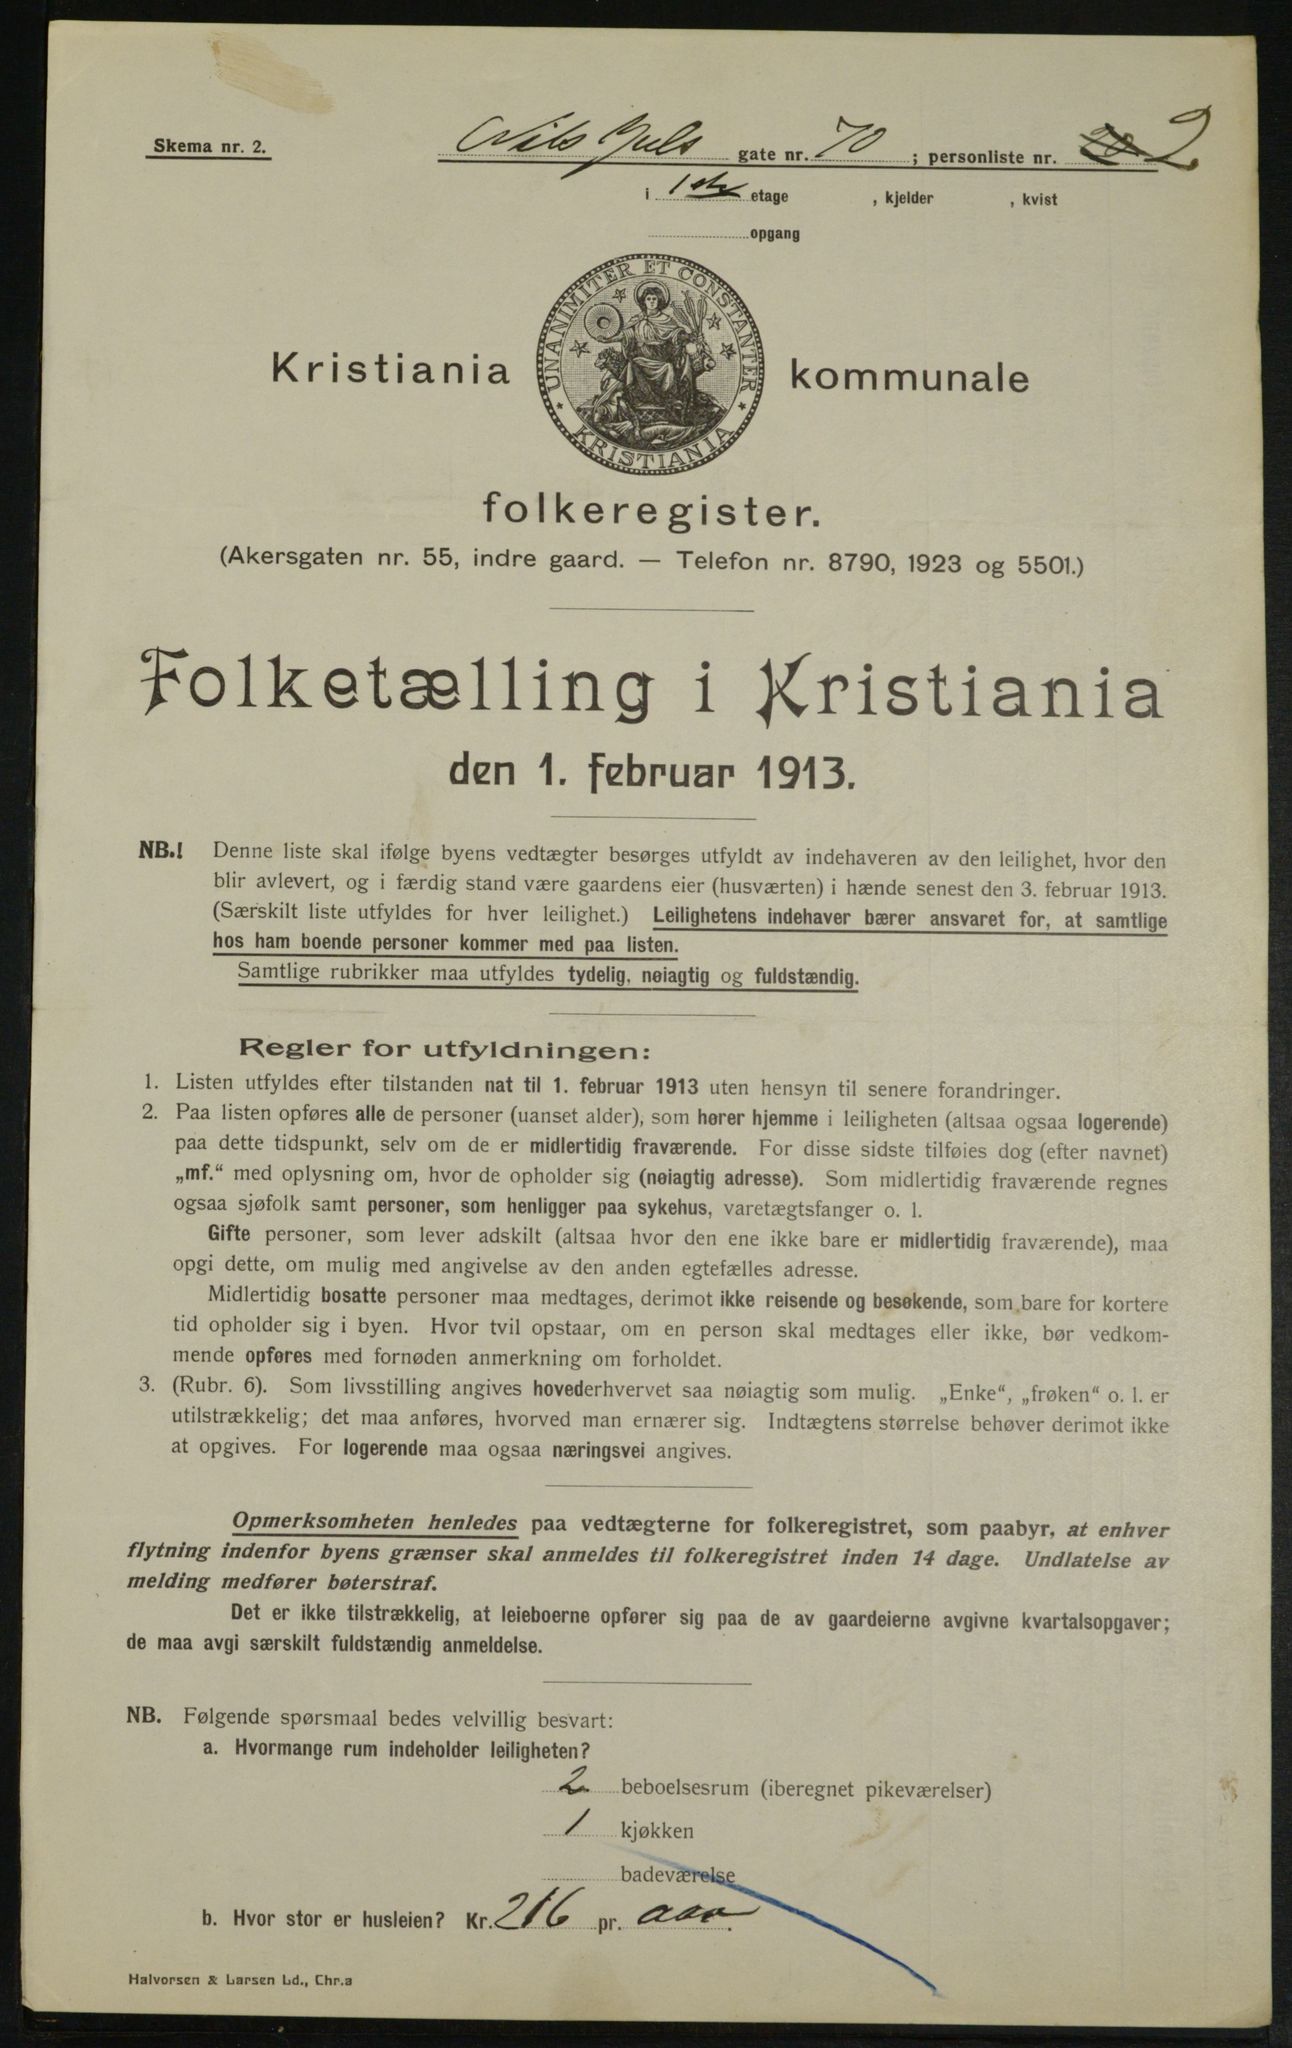 Skema nr. 2.
Nils Juels gate nr. 70 ; personliste nr. 20 2
i 1ste etage , kjelder , kvist
opgang
UNANIMITER ET CONSTANTER
KRISTIANIA
Kristiania kommunale
folkeregister.
(Akersgaten nr. 55, indre gaard. — Telefon nr. 8790, 1923 og 5501.)
Folketælling i Kristiania
den 1. februar 1913.
NB.! Denne liste skal ifølge byens vedtægter besørges utfyldt av indehaveren av den leilighet, hvor den
blir avlevert, og i færdig stand være gaardens eier (husværten) i hænde senest den 3. februar 1913.
(Særskilt liste utfyldes for hver leilighet.) Leilighetens indehaver bærer ansvaret for, at samtlige
hos ham boende personer kommer med paa listen.
Samtlige rubrikker maa utfyldes tydelig, nøiagtig og fuldstændig.
Regler for utfyldningen:
1. Listen utfyldes efter tilstanden nat til 1. februar 1913 uten hensyn til senere forandringer.
2. Paa listen opføres alle de personer (uanset alder), som hører hjemme i leiligheten (altsaa ogsaa logerende)
paa dette tidspunkt, selv om de er midlertidig fraværende. For disse sidste tilføies dog (efter navnet)
„mf.“ med oplysning om, hvor de opholder sig (nøiagtig adresse). Som midlertidig fraværende regnes
ogsaa sjøfolk samt personer, som henligger paa sykehus, varetægtsfanger o. l.
Gifte personer, som lever adskilt (altsaa hvor den ene ikke bare er midlertidig fraværende), maa
opgi dette, om mulig med angivelse av den anden egtefælles adresse.
Midlertidig bosatte personer maa medtages, derimot ikke reisende og besøkende, som bare for kortere
tid opholder sig i byen. Hvor tvil opstaar, om en person skal medtages eller ikke, bør vedkom-
mende opføres med fornøden anmerkning om forholdet.
3. (Rubr. 6). Som livsstilling angives hovederhvervet saa nøiagtig som mulig. „Enke“, „frøken“ o. l. er
utilstrækkelig; det maa anføres, hvorved man ernærer sig. Indtægtens størrelse behøver derimot ikke
at opgives. For logerende maa ogsaa næringsvei angives.
Opmerksomheten henledes paa vedtægterne for folkeregistret, som paabyr, at enhver
flytning indenfor byens grænser skal anmeldes til folkeregistret inden 14 dage. Undlatelse av
melding medfører bøterstraf.
Det er ikke tilstrækkelig, at leieboerne opfører sig paa de av gaardeierne avgivne kvartalsopgaver;
de maa avgi særskilt fuldstændig anmeldelse.
NB. Følgende spørsmaal bedes velvillig besvart:
a. Hvormange rum indeholder leiligheten?
2 beboelsesrum (iberegnet pikeværelser)
1 kjøkken
badeværelse
b. Hvor stor er husleien? Kr. 216 pr. aar.
Halvorsen & Larsen Ld., Chr.a